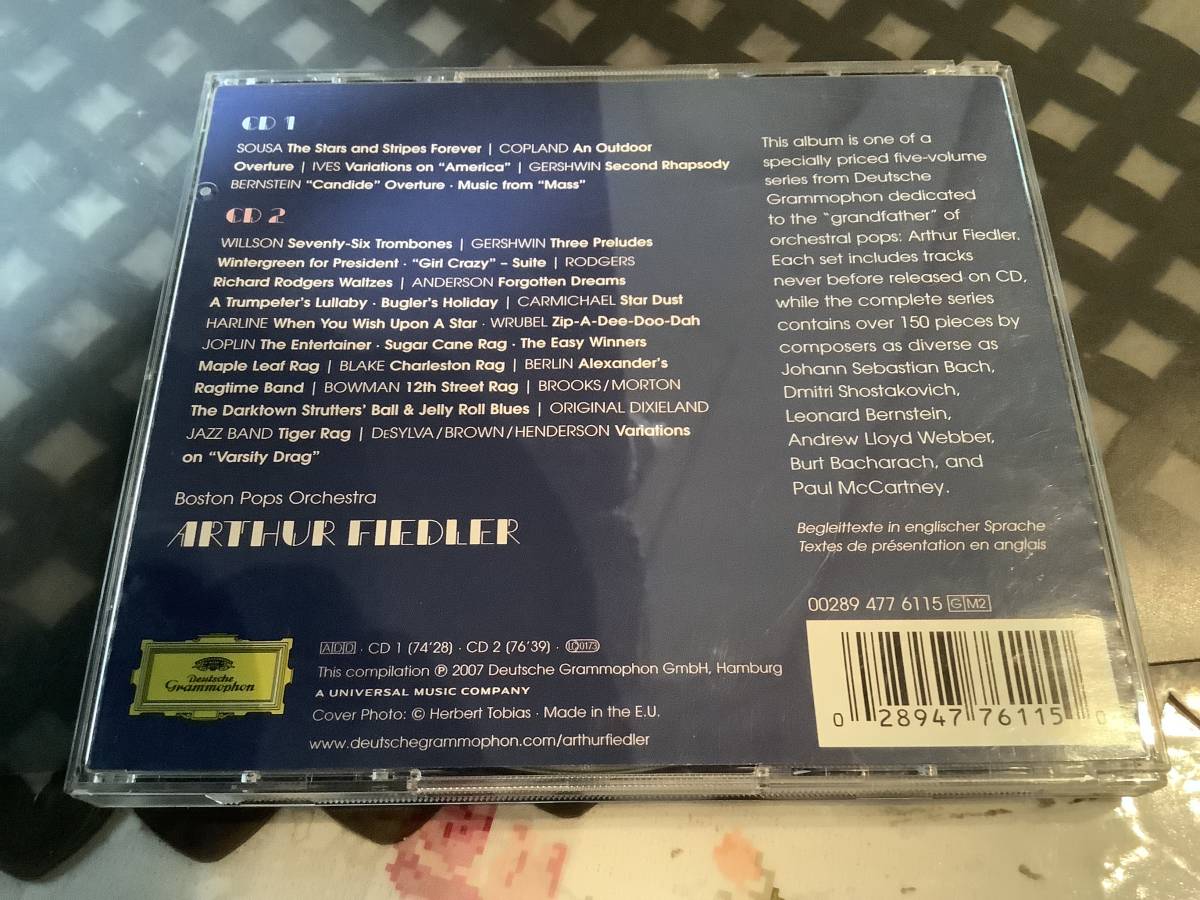 CD 1
SOUSA The Stars and Stripes Forever | COPLAND An Outdoor
Overture | IVES Variations on “America” | GERSHWIN Second Rhapsody
BERNSTEIN “Candide” Overture · Music from “Mass”
CD 2
WILLSON Seventy-Six Trombones | GERSHWIN Three Preludes
Wintergreen for President · “Girl Crazy” – Suite | RODGERS
Richard Rodgers Waltzes | ANDERSON Forgotten Dreams
A Trumpeter’s Lullaby · Bugler’s Holiday | CARMICHAEL Star Dust
HARLINE When You Wish Upon A Star · WRUBEL Zip-A-Dee-Doo-Dah
JOPLIN The Entertainer · Sugar Cane Rag · The Easy Winners
Maple Leaf Rag | BLAKE Charleston Rag | BERLIN Alexander’s
Ragtime Band | BOWMAN 12th Street Rag | BROOKS/MORTON
The Darktown Strutters’ Ball & Jelly Roll Blues | ORIGINAL DIXIELAND
JAZZ BAND Tiger Rag | DESYLVA/BROWN/HENDERSON Variations
on “Varsity Drag”
Boston Pops Orchestra
ARTHUR FIEDLER
This album is one of a
specially priced five-volume
series from Deutsche
Grammophon dedicated
to the “grandfather” of
orchestral pops: Arthur Fiedler.
Each set includes tracks
never before released on CD,
while the complete series
contains over 150 pieces by
composers as diverse as
Johann Sebastian Bach,
Dmitri Shostakovich,
Leonard Bernstein,
Andrew Lloyd Webber,
Burt Bacharach, and
Paul McCartney.
Begleittexte in englischer Sprache
Textes de présentation en anglais
00289 477 6115 G M2
0 28947 76115 0
Deutsche
Grammophon
ADD · CD 1 (74’28) · CD 2 (76’39) · LC0173
This compilation ℗ 2007 Deutsche Grammophon GmbH, Hamburg
A UNIVERSAL MUSIC COMPANY
Cover Photo: © Herbert Tobias · Made in the E.U.
www.deutschegrammophon.com/arthurfiedler